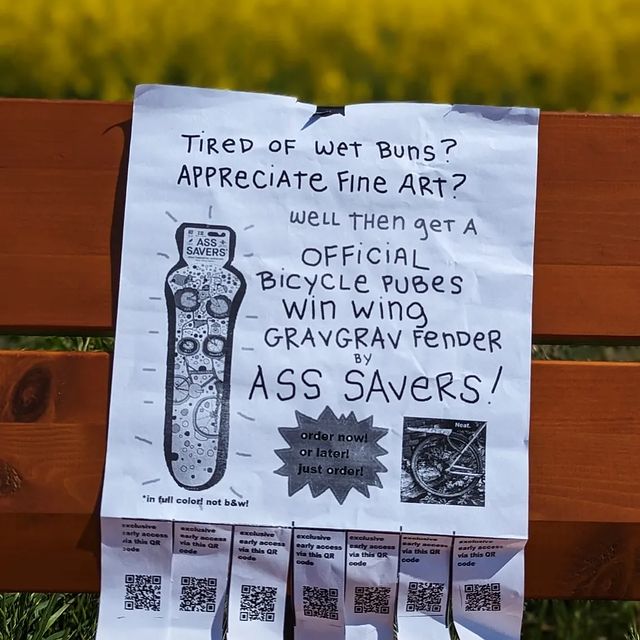 TIRED OF WET BUNS?
APPRECIATE FINE ART?
WELL THEN GET A
OFFICIAL
BICYCLE PUBES
WIN WING
GRAVGRAV FENDER
BY
ASS SAVERS!
ASS
SAVERS
order now!
or later!
just order!
Neat.
*in full color! not b&w!
exclusive
early access
via this QR
code
exclusive
early access
via this QR
code
exclusive
early access
via this QR
code
exclusive
early access
via this QR
code
exclusive
early access
via this QR
code
exclusive
early access
via this QR
code
exclusive
early access
via this QR
code